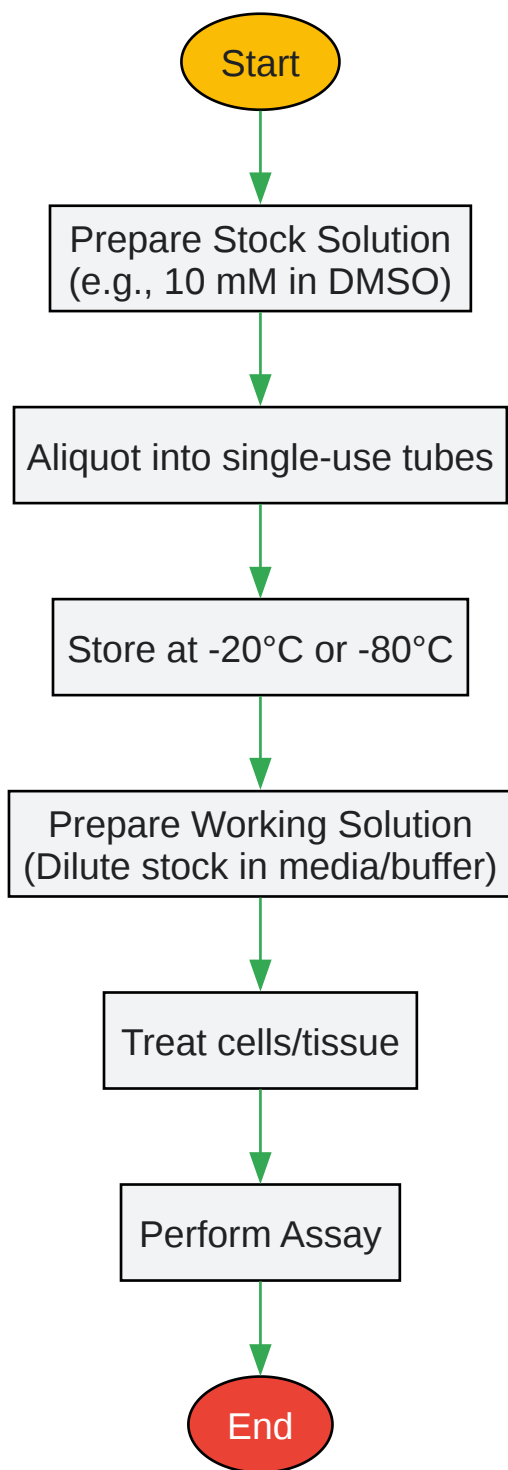 Start
Prepare Stock Solution
(e.g., 10 mM in DMSO)
Aliquot into single-use tubes
Store at -20°C or -80°C
Prepare Working Solution
(Dilute stock in media/buffer)
Treat cells/tissue
Perform Assay
End